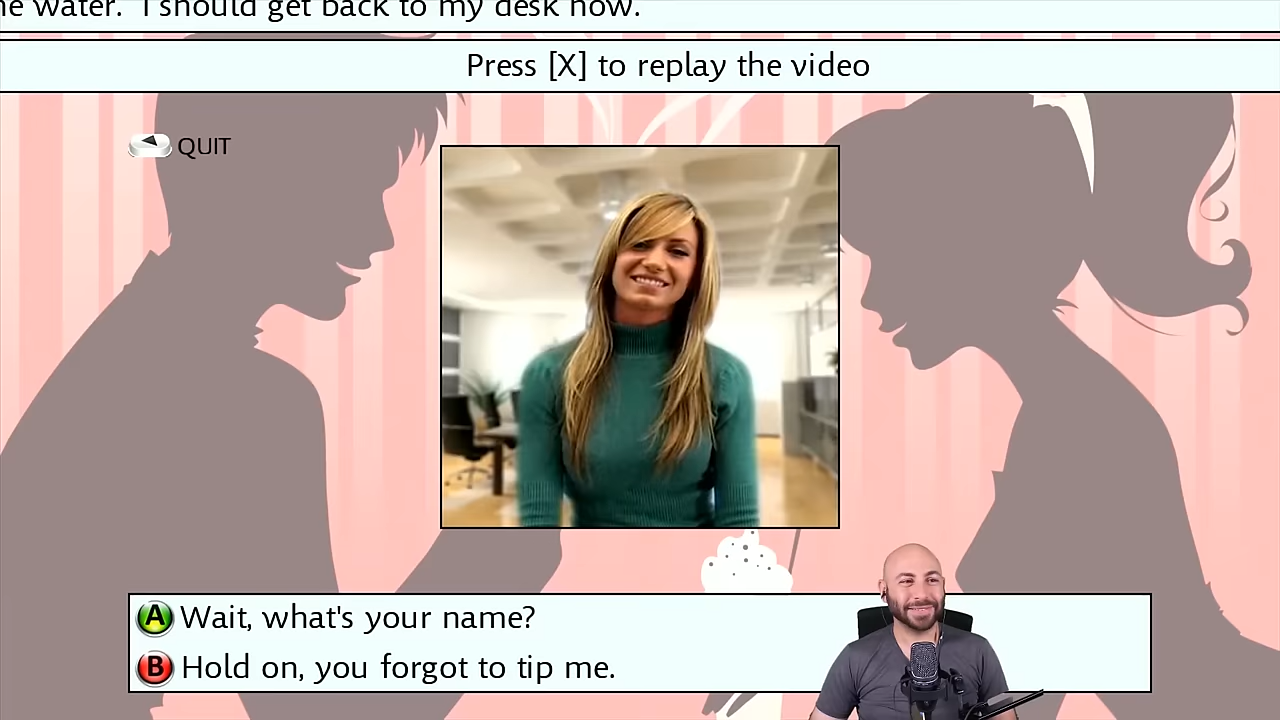 he water.  I should get back to my desk now.
Press [X] to replay the video
QUIT
A Wait, what's your name?
B Hold on, you forgot to tip me.